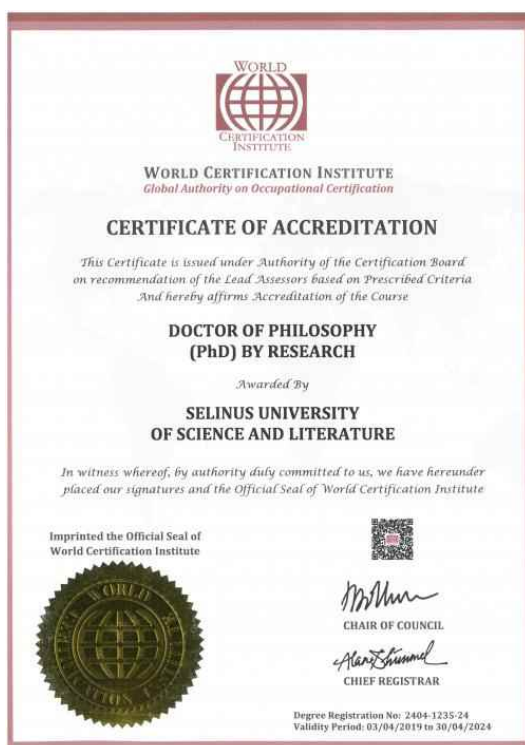 WORLD
CERTIFICATION
INSTITUTE
WORLD CERTIFICATION INSTITUTE
Global Authority on Occupational Certification
CERTIFICATE OF ACCREDITATION
This Certificate is issued under Authority of the Certification Board
on recommendation of the Lead Assessors based on Prescribed Criteria
And hereby affirms Accreditation of the Course
DOCTOR OF PHILOSOPHY
(PhD) BY RESEARCH
Awarded By
SELINUS UNIVERSITY
OF SCIENCE AND LITERATURE
In witness whereof, by authority duly committed to us, we have hereunder
placed our signatures and the Official Seal of World Certification Institute
Imprinted the Official Seal of
World Certification Institute
WORLD
CHAIR OF COUNCIL
CHIEF REGISTRAR
Degree Registration No: 2404-1235-24
Validity Period: 03/04/2019 to 30/04/2024